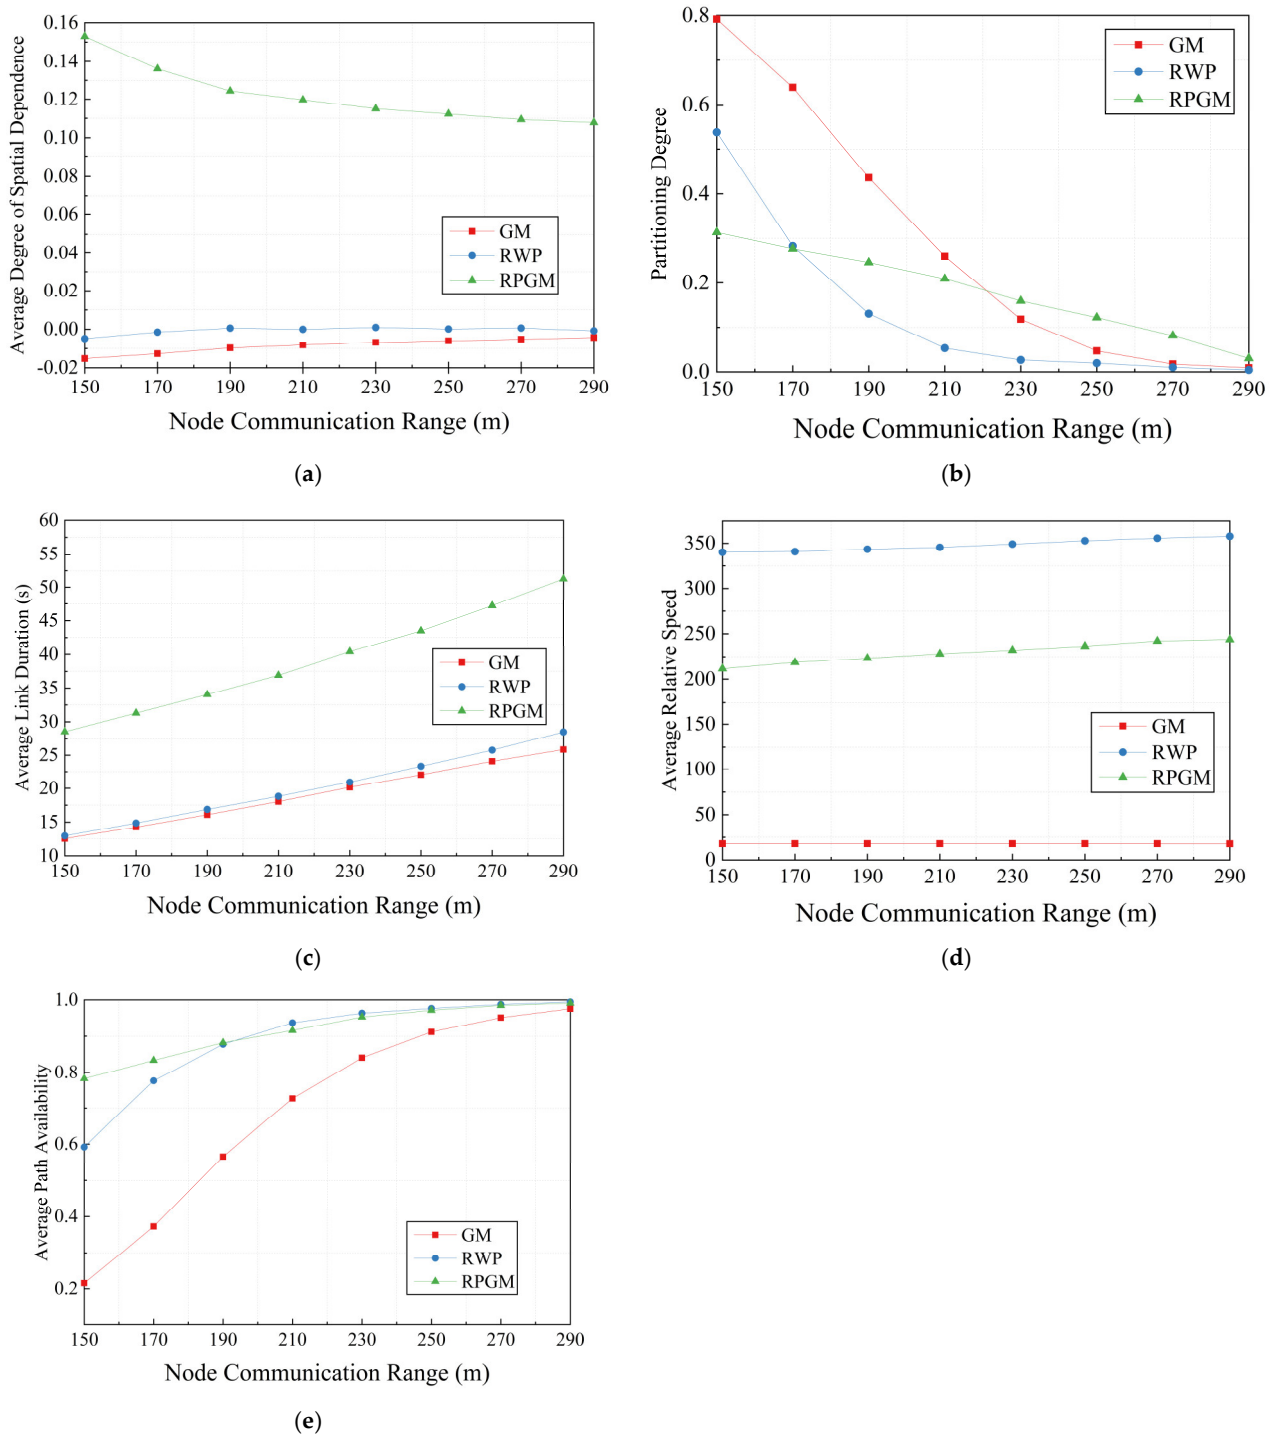 0.16
0.14
0.12
0.10
0.08
0.06
0.04
0.02
0.00
-0.02
Average Degree of Spatial Dependence
GM
RWP
RPGM
150 170 190 210 230 250 270 290
Node Communication Range (m)
(a)
0.8
0.6
0.4
0.2
0.0
Partitioning Degree
GM
RWP
RPGM
150 170 190 210 230 250 270 290
Node Communication Range (m)
(b)
60
55
50
45
40
35
30
25
20
15
10
Average Link Duration (s)
GM
RWP
RPGM
150 170 190 210 230 250 270 290
Node Communication Range (m)
(c)
350
300
250
200
150
100
50
0
Average Relative Speed
GM
RWP
RPGM
150 170 190 210 230 250 270 290
Node Communication Range (m)
(d)
1.0
0.8
0.6
0.4
0.2
Average Path Availability
GM
RWP
RPGM
150 170 190 210 230 250 270 290
Node Communication Range (m)
(e)